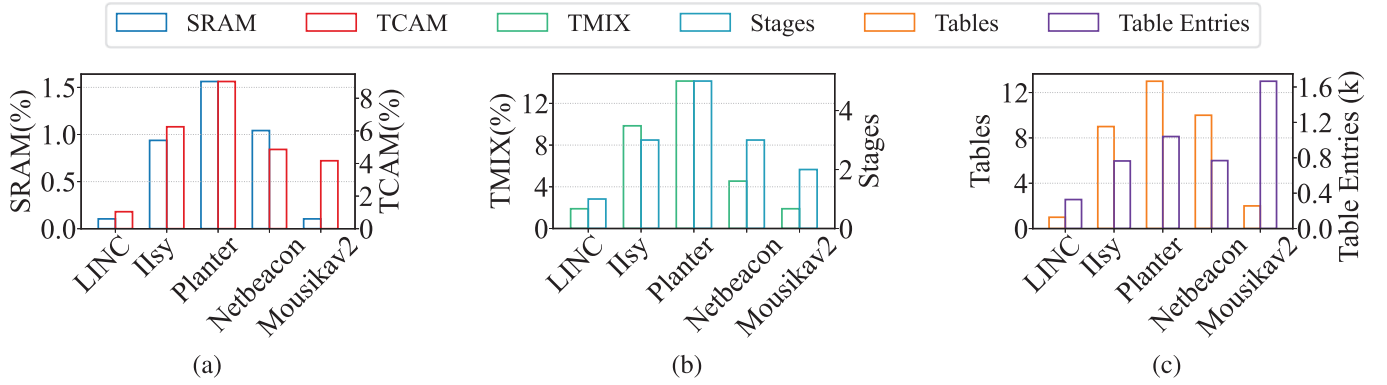 SRAM TCAM TMIX Stages Tables Table Entries
SRAM(%)
1.5
1.0
0.5
0.0
TCAM(%)
8
6
4
2
0
LINC
IIsy
Planter
Netbeacon
Mousikav2
(a)
TMIX(%)
12
8
4
0
Stages
4
2
0
LINC
IIsy
Planter
Netbeacon
Mousikav2
(b)
Tables
12
8
4
0
Table Entries (k)
1.6
1.2
0.8
0.4
0.0
LINC
IIsy
Planter
Netbeacon
Mousikav2
(c)